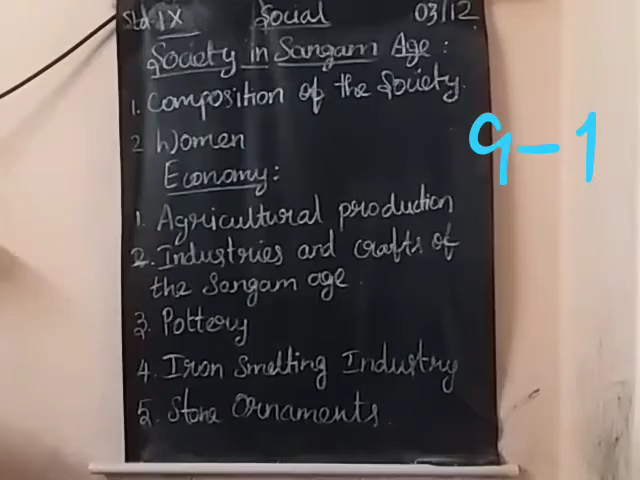 Std IX Social 03/12
Society in Sangam Age:
1. Composition of the Society.
2 Women
Economy:
1. Agricultural production
2. Industries and crafts of
the Sangam age
3. Pottery
4. Iron Smelting Industry
5. Stone Ornaments.
9-1